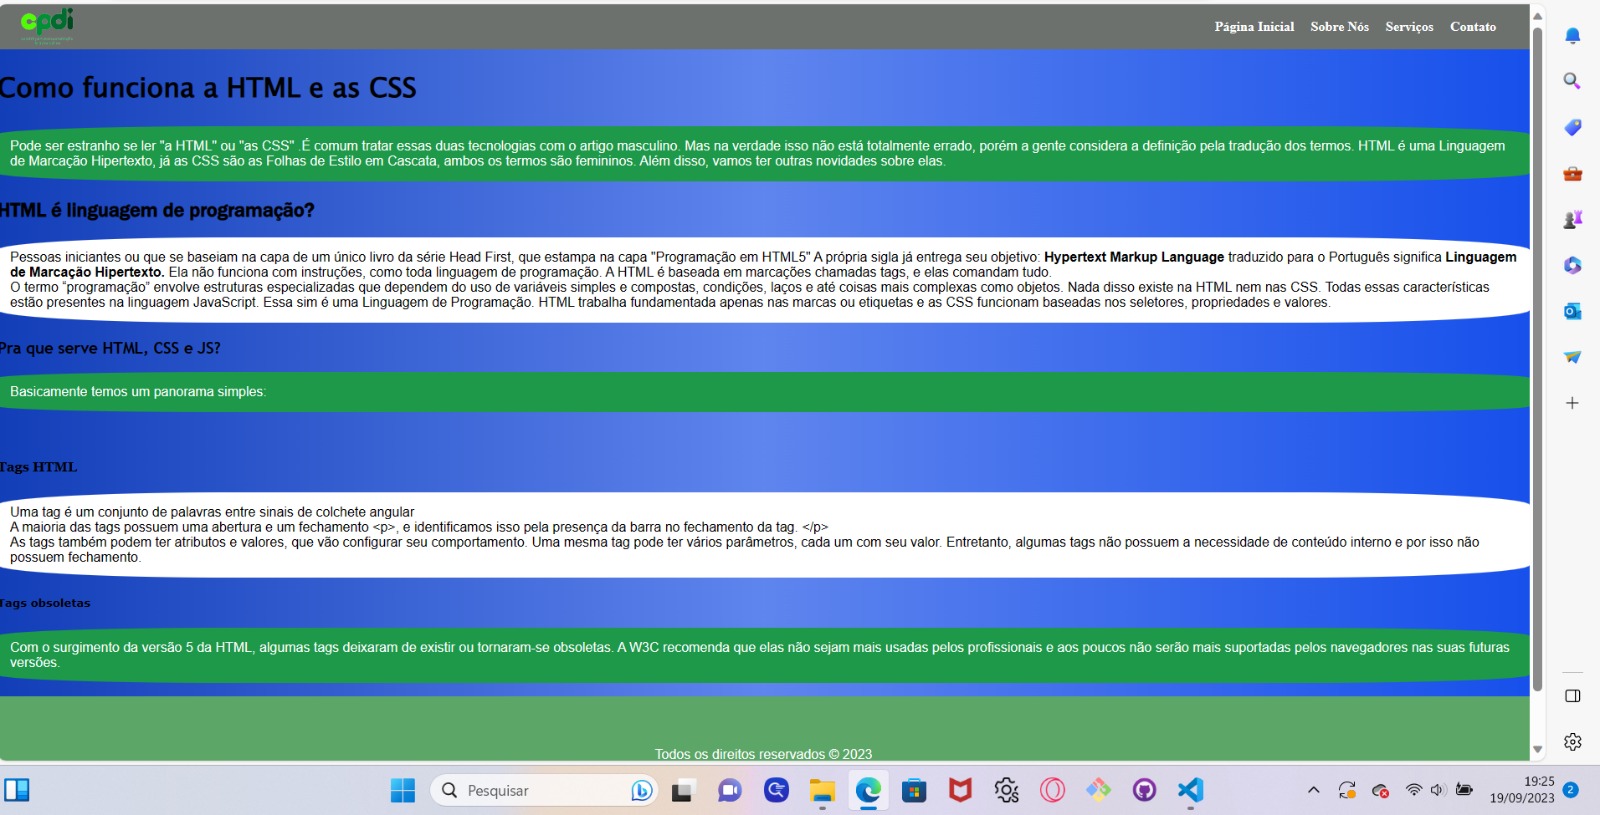 cpdi
Página Inicial Sobre Nós Serviços Contato
Como funciona a HTML e as CSS
Pode ser estranho se ler "a HTML" ou "as CSS" .É comum tratar essas duas tecnologias com o artigo masculino. Mas na verdade isso não está totalmente errado, porém a gente considera a definição pela tradução dos termos. HTML é uma Linguagem
de Marcação Hipertexto, já as CSS são as Folhas de Estilo em Cascata, ambos os termos são femininos. Além disso, vamos ter outras novidades sobre elas.
HTML é linguagem de programação?
Pessoas iniciantes ou que se baseiam na capa de um único livro da série Head First, que estampa na capa "Programação em HTML5" A própria sigla já entrega seu objetivo: Hypertext Markup Language traduzido para o Português significa Linguagem
de Marcação Hipertexto. Ela não funciona com instruções, como toda linguagem de programação. A HTML é baseada em marcações chamadas tags, e elas comandam tudo.
O termo “programação” envolve estruturas especializadas que dependem do uso de variáveis simples e compostas, condições, laços e até coisas mais complexas como objetos. Nada disso existe na HTML nem nas CSS. Todas essas características
estão presentes na linguagem JavaScript. Essa sim é uma Linguagem de Programação. HTML trabalha fundamentada apenas nas marcas ou etiquetas e as CSS funcionam baseadas nos seletores, propriedades e valores.
Pra que serve HTML, CSS e JS?
Basicamente temos um panorama simples:
Tags HTML
Uma tag é um conjunto de palavras entre sinais de colchete angular
A maioria das tags possuem uma abertura e um fechamento <p>, e identificamos isso pela presença da barra no fechamento da tag. </p>
As tags também podem ter atributos e valores, que vão configurar seu comportamento. Uma mesma tag pode ter vários parâmetros, cada um com seu valor. Entretanto, algumas tags não possuem a necessidade de conteúdo interno e por isso não
possuem fechamento.
Tags obsoletas
Com o surgimento da versão 5 da HTML, algumas tags deixaram de existir ou tornaram-se obsoletas. A W3C recomenda que elas não sejam mais usadas pelos profissionais e aos poucos não serão mais suportadas pelos navegadores nas suas futuras
versões.
Todos os direitos reservados © 2023
Pesquisar
19:25
19/09/2023
2